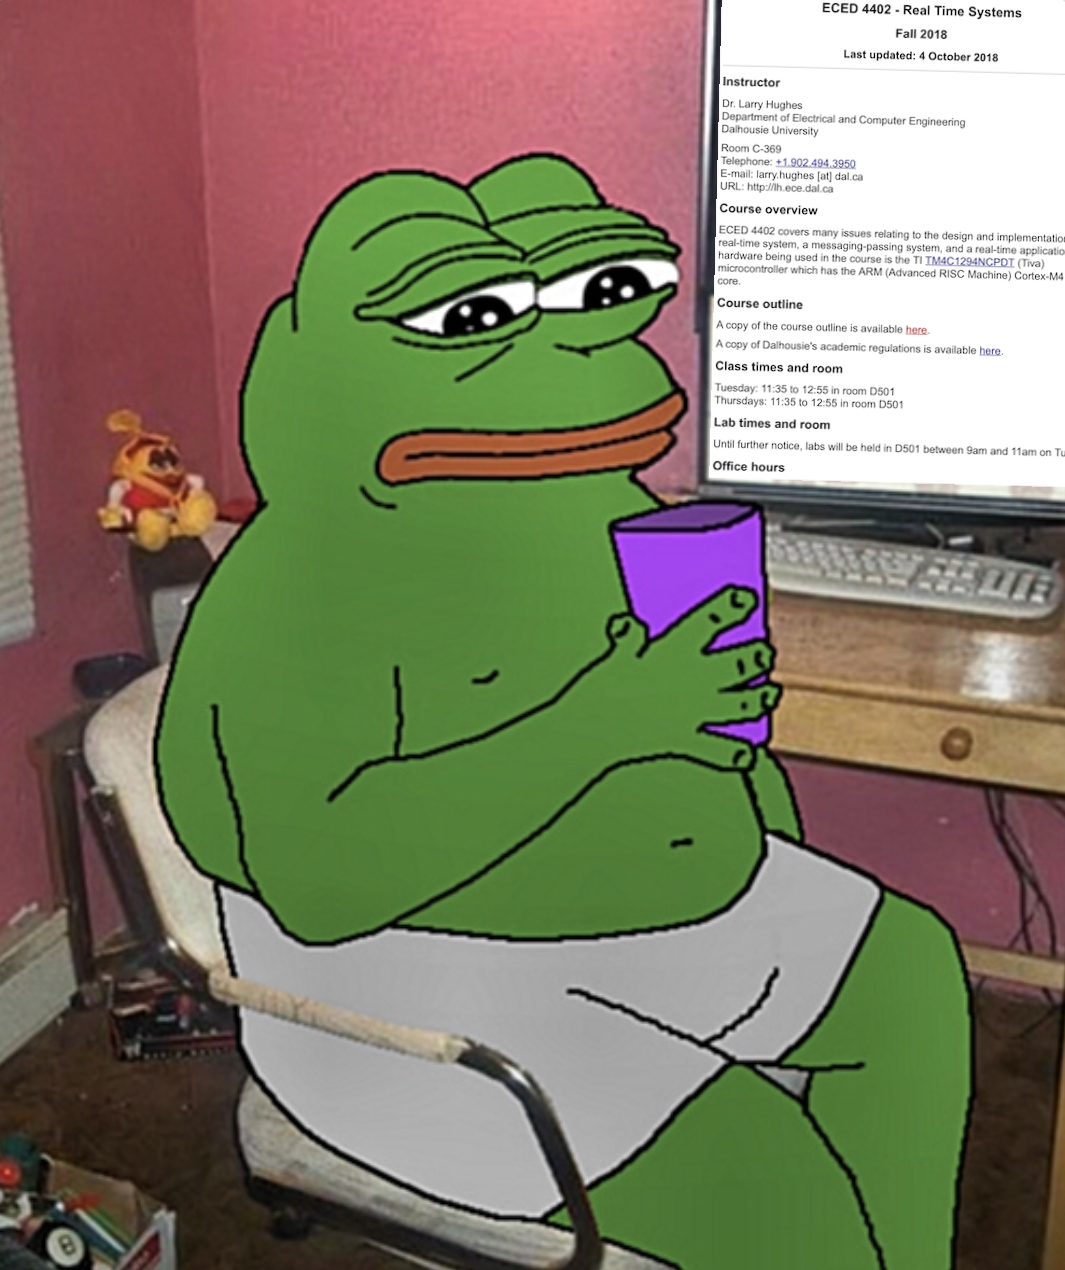 ECED 4402 - Real Time Systems
Fall 2018
Last updated: 4 October 2018
Instructor
Dr. Larry Hughes
Department of Electrical and Computer Engineering
Dalhousie University
Room C-369
Telephone: +1.902.494.3950
E-mail: larry.hughes [at] dal.ca
URL: http://lh.ece.dal.ca
Course overview
ECED 4402 covers many issues relating to the design and implementation
real-time system, a messaging-passing system, and a real-time applicatio
hardware being used in the course is the TI TM4C1294NCPDT (Tiva)
microcontroller which has the ARM (Advanced RISC Machine) Cortex-M4
core.
Course outline
A copy of the course outline is available here.
A copy of Dalhousie's academic regulations is available here.
Class times and room
Tuesday: 11:35 to 12:55 in room D501
Thursdays: 11:35 to 12:55 in room D501
Lab times and room
Until further notice, labs will be held in D501 between 9am and 11am on Tu
Office hours
8